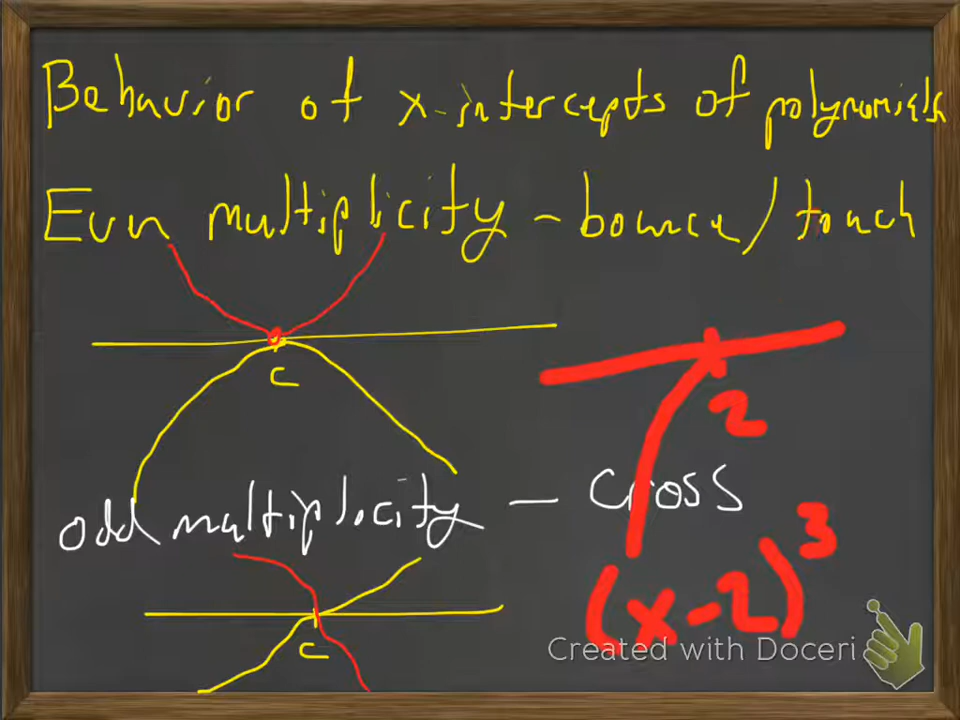 Behavior of x-intercepts of polynomials
Even multiplicity - bounce/touch
c
2
odd multiplicity - cross
(x-2)^3
c
Created with Doceri